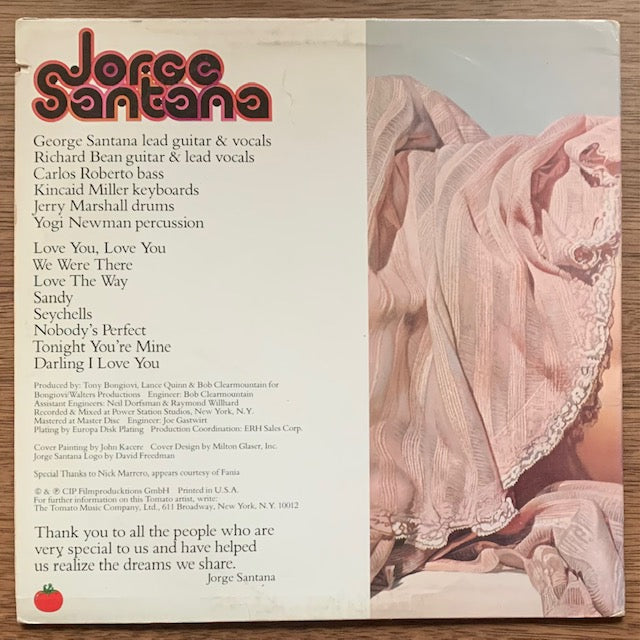 Jorge
Santana
George Santana lead guitar & vocals
Richard Bean guitar & lead vocals
Carlos Roberto bass
Kincaid Miller keyboards
Jerry Marshall drums
Yogi Newman percussion
Love You, Love You
We Were There
Love The Way
Sandy
Seychells
Nobody's Perfect
Tonight You're Mine
Darling I Love You
Produced by: Tony Bongiovi, Lance Quinn & Bob Clearmountain for
Bongiovi/Walters Productions Engineer: Bob Clearmountain
Assistant Engineers: Neil Dorfsman & Raymond Willhard
Recorded & Mixed at Power Station Studios, New York, N.Y.
Mastered at Master Disc Engineer: Joe Gastwirt
Plating by Europa Disk Plating Production Coordination: ERH Sales Corp.
Cover Painting by John Kacere Cover Design by Milton Glaser, Inc.
Jorge Santana Logo by David Freedman
Special Thanks to Nick Marrero, appears courtesy of Fania
© & ℗ CIP Filmproducktions GmbH Printed in U.S.A.
For further information on this Tomato artist, write:
The Tomato Music Company, Ltd., 611 Broadway, New York, N.Y. 10012
Thank you to all the people who are
very special to us and have helped
us realize the dreams we share.
Jorge Santana